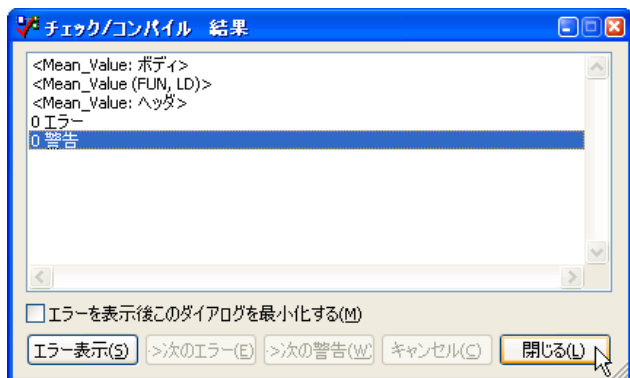 チェック/コンパイル 結果
<Mean_Value: ボディ>
<Mean_Value (FUN, LD)>
<Mean_Value: ヘッダ>
0 エラー
0 警告
エラーを表示後このダイアログを最小化する(M)
エラー表示(S) ->次のエラー(E) ->次の警告(W) キャンセル(C) 閉じる(L)